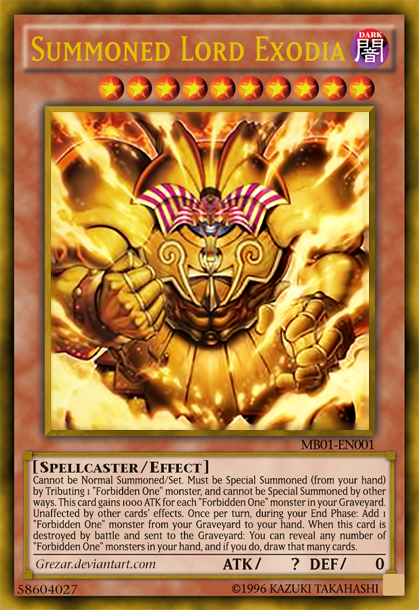 SUMMONED LORD EXODIA
DARK
闇
MB01-EN001
[SPELLCASTER/EFFECT]
Cannot be Normal Summoned/Set. Must be Special Summoned (from your hand)
by Tributing 1 "Forbidden One" monster, and cannot be Special Summoned by other
ways. This card gains 1000 ATK for each "Forbidden One" monster in your Graveyard.
Unaffected by other cards' effects. Once per turn, during your End Phase: Add 1
"Forbidden One" monster from your Graveyard to your hand. When this card is
destroyed by battle and sent to the Graveyard: You can reveal any number of
"Forbidden One" monsters in your hand, and if you do, draw that many cards.
Grezar.deviantart.com ATK/ ? DEF/ 0
58604027 ©1996 KAZUKI TAKAHASHI